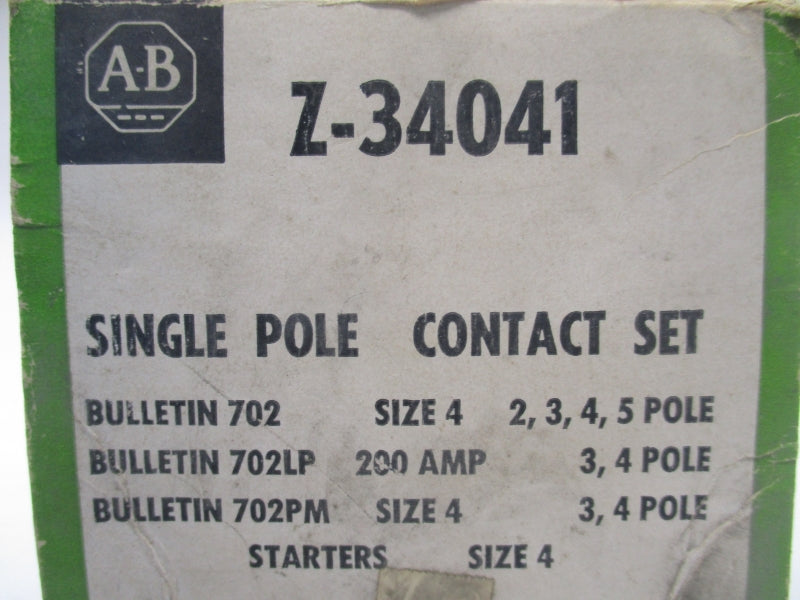 A-B
Z-34041
SINGLE POLE CONTACT SET
BULLETIN 702 SIZE 4 2, 3, 4, 5 POLE
BULLETIN 702LP 200 AMP 3, 4 POLE
BULLETIN 702PM SIZE 4 3, 4 POLE
STARTERS SIZE 4